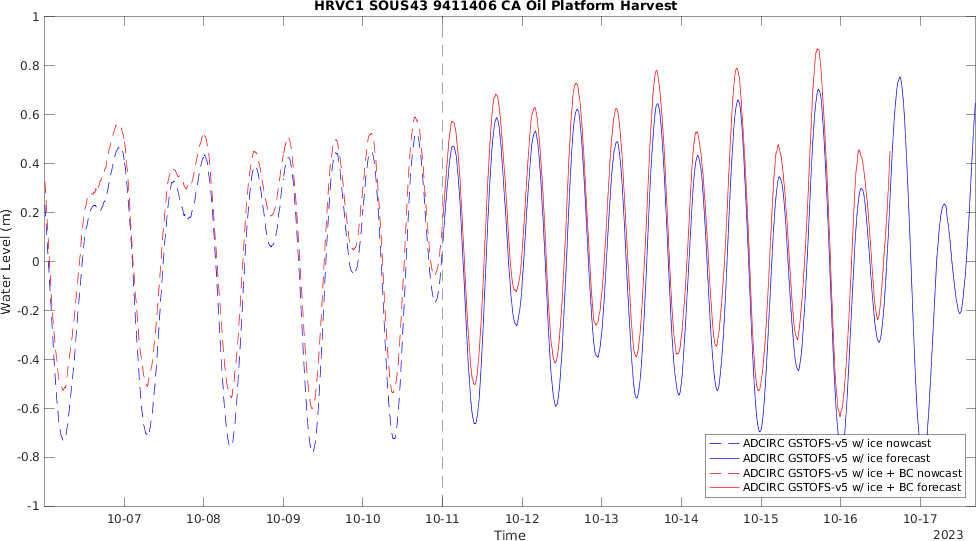 HRVC1 SOUS43 9411406 CA Oil Platform Harvest
1
0.8
0.6
0.4
0.2
0
-0.2
-0.4
-0.6
-0.8
-1
Water Level (m)
ADCIRC GSTOFS-v5 w/ ice nowcast
ADCIRC GSTOFS-v5 w/ ice forecast
ADCIRC GSTOFS-v5 w/ ice + BC nowcast
ADCIRC GSTOFS-v5 w/ ice + BC forecast
10-07 10-08 10-09 10-10 10-11 10-12 10-13 10-14 10-15 10-16 10-17
Time
2023